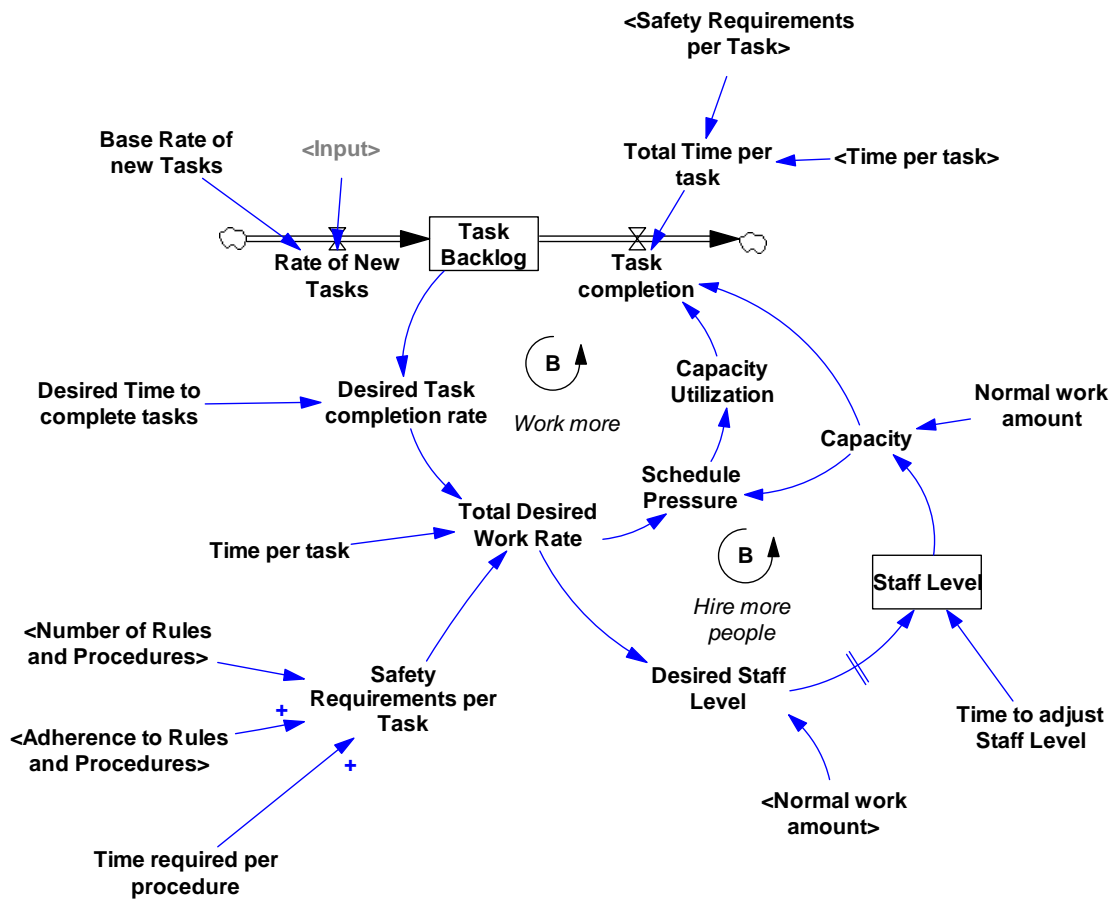 <Safety Requirements
per Task>
Base Rate of
new Tasks
<Input>
Total Time per
task
<Time per task>
Task
Backlog
Rate of New
Tasks
Task
completion
B
Work more
Capacity
Utilization
Desired Time to
complete tasks
Desired Task
completion rate
Normal work
amount
Capacity
Schedule
Pressure
Total Desired
Work Rate
Time per task
B
Hire more
people
Staff Level
<Number of Rules
and Procedures>
Safety
Requirements per
Task
Desired Staff
Level
+
<Adherence to Rules
and Procedures>
Time to adjust
Staff Level
+
<Normal work
amount>
Time required per
procedure